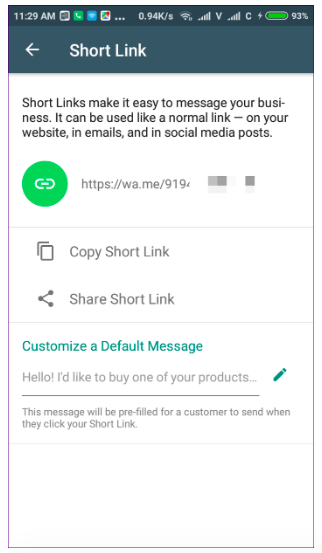 11:29 AM ... 0.94K/s V C 93%
Short Link
Short Links make it easy to message your busi-
ness. It can be used like a normal link — on your
website, in emails, and in social media posts.
https://wa.me/919
Copy Short Link
Share Short Link
Customize a Default Message
Hello! I'd like to buy one of your products...
This message will be pre-filled for a customer to send when
they click your Short Link.